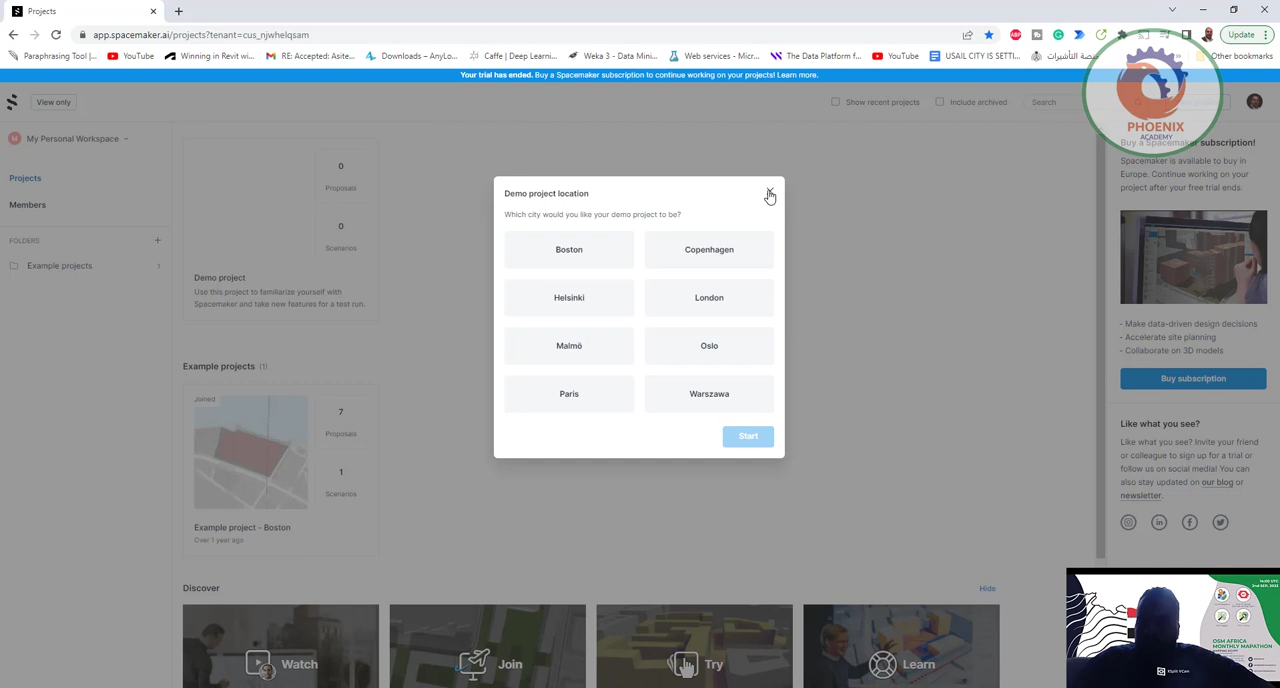 Projects
app.spacemaker.ai/projects?tenant=cus_njwhelqsam
Update
Paraphrasing Tool |...
YouTube
Winning in Revit wi...
RE: Accepted: Asite...
Downloads – AnyLo...
Caffe | Deep Learnin...
Weka 3 - Data Mini...
Web services - Micr...
The Data Platform f...
YouTube
USAIL CITY IS SETTI...
منصة التأشيرات
Other bookmarks
Your trial has ended. Buy a Spacemaker subscription to continue working on your projects! Learn more.
View only
Show recent projects
Include archived
Search
PHOENIX
ACADEMY
My Personal Workspace
Projects
Members
FOLDERS
Example projects
0
Proposals
0
Scenarios
Demo project
Use this project to familiarize yourself with
Spacemaker and take new features for a test run.
Example projects (1)
Joined
7
Proposals
1
Scenarios
Example project - Boston
Over 1 year ago
Discover
Hide
Watch
Join
Try
Learn
Demo project location
Which city would you like your demo project to be?
Boston
Copenhagen
Helsinki
London
Malmö
Oslo
Paris
Warszawa
Start
Buy a Spacemaker subscription!
Spacemaker is available to buy in
Europe. Continue working on your
project after your free trial ends.
- Make data-driven design decisions
- Accelerate site planning
- Collaborate on 3D models
Buy subscription
Like what you see?
Like what you see? Invite your friend
or colleague to sign up for a trial or
follow us on social media! You can
also stay updated on our blog or
newsletter.
OSM AFRICA
MONTHLY MAPATHON
XSplit VCam